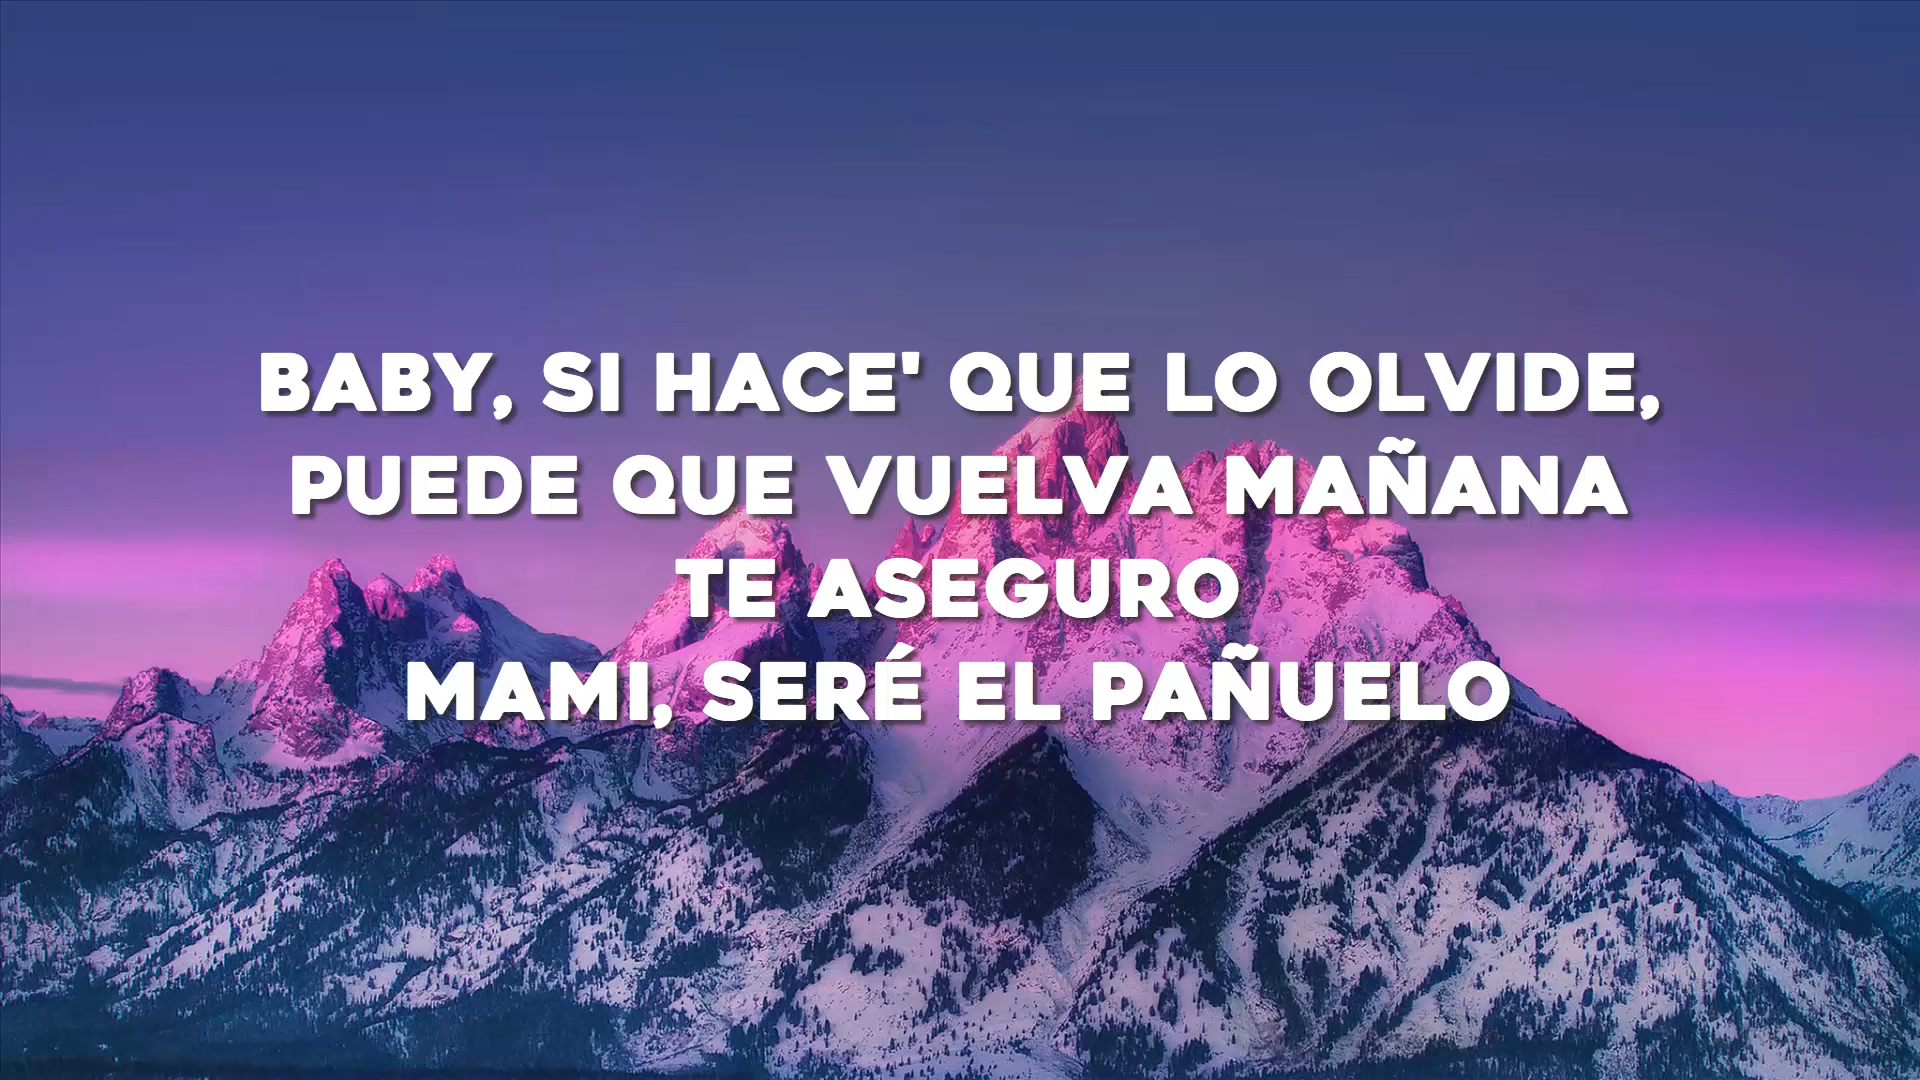 BABY, SI HACE' QUE LO OLVIDE,
PUEDE QUE VUELVA MAÑANA
TE ASEGURO
MAMI, SERÉ EL PAÑUELO